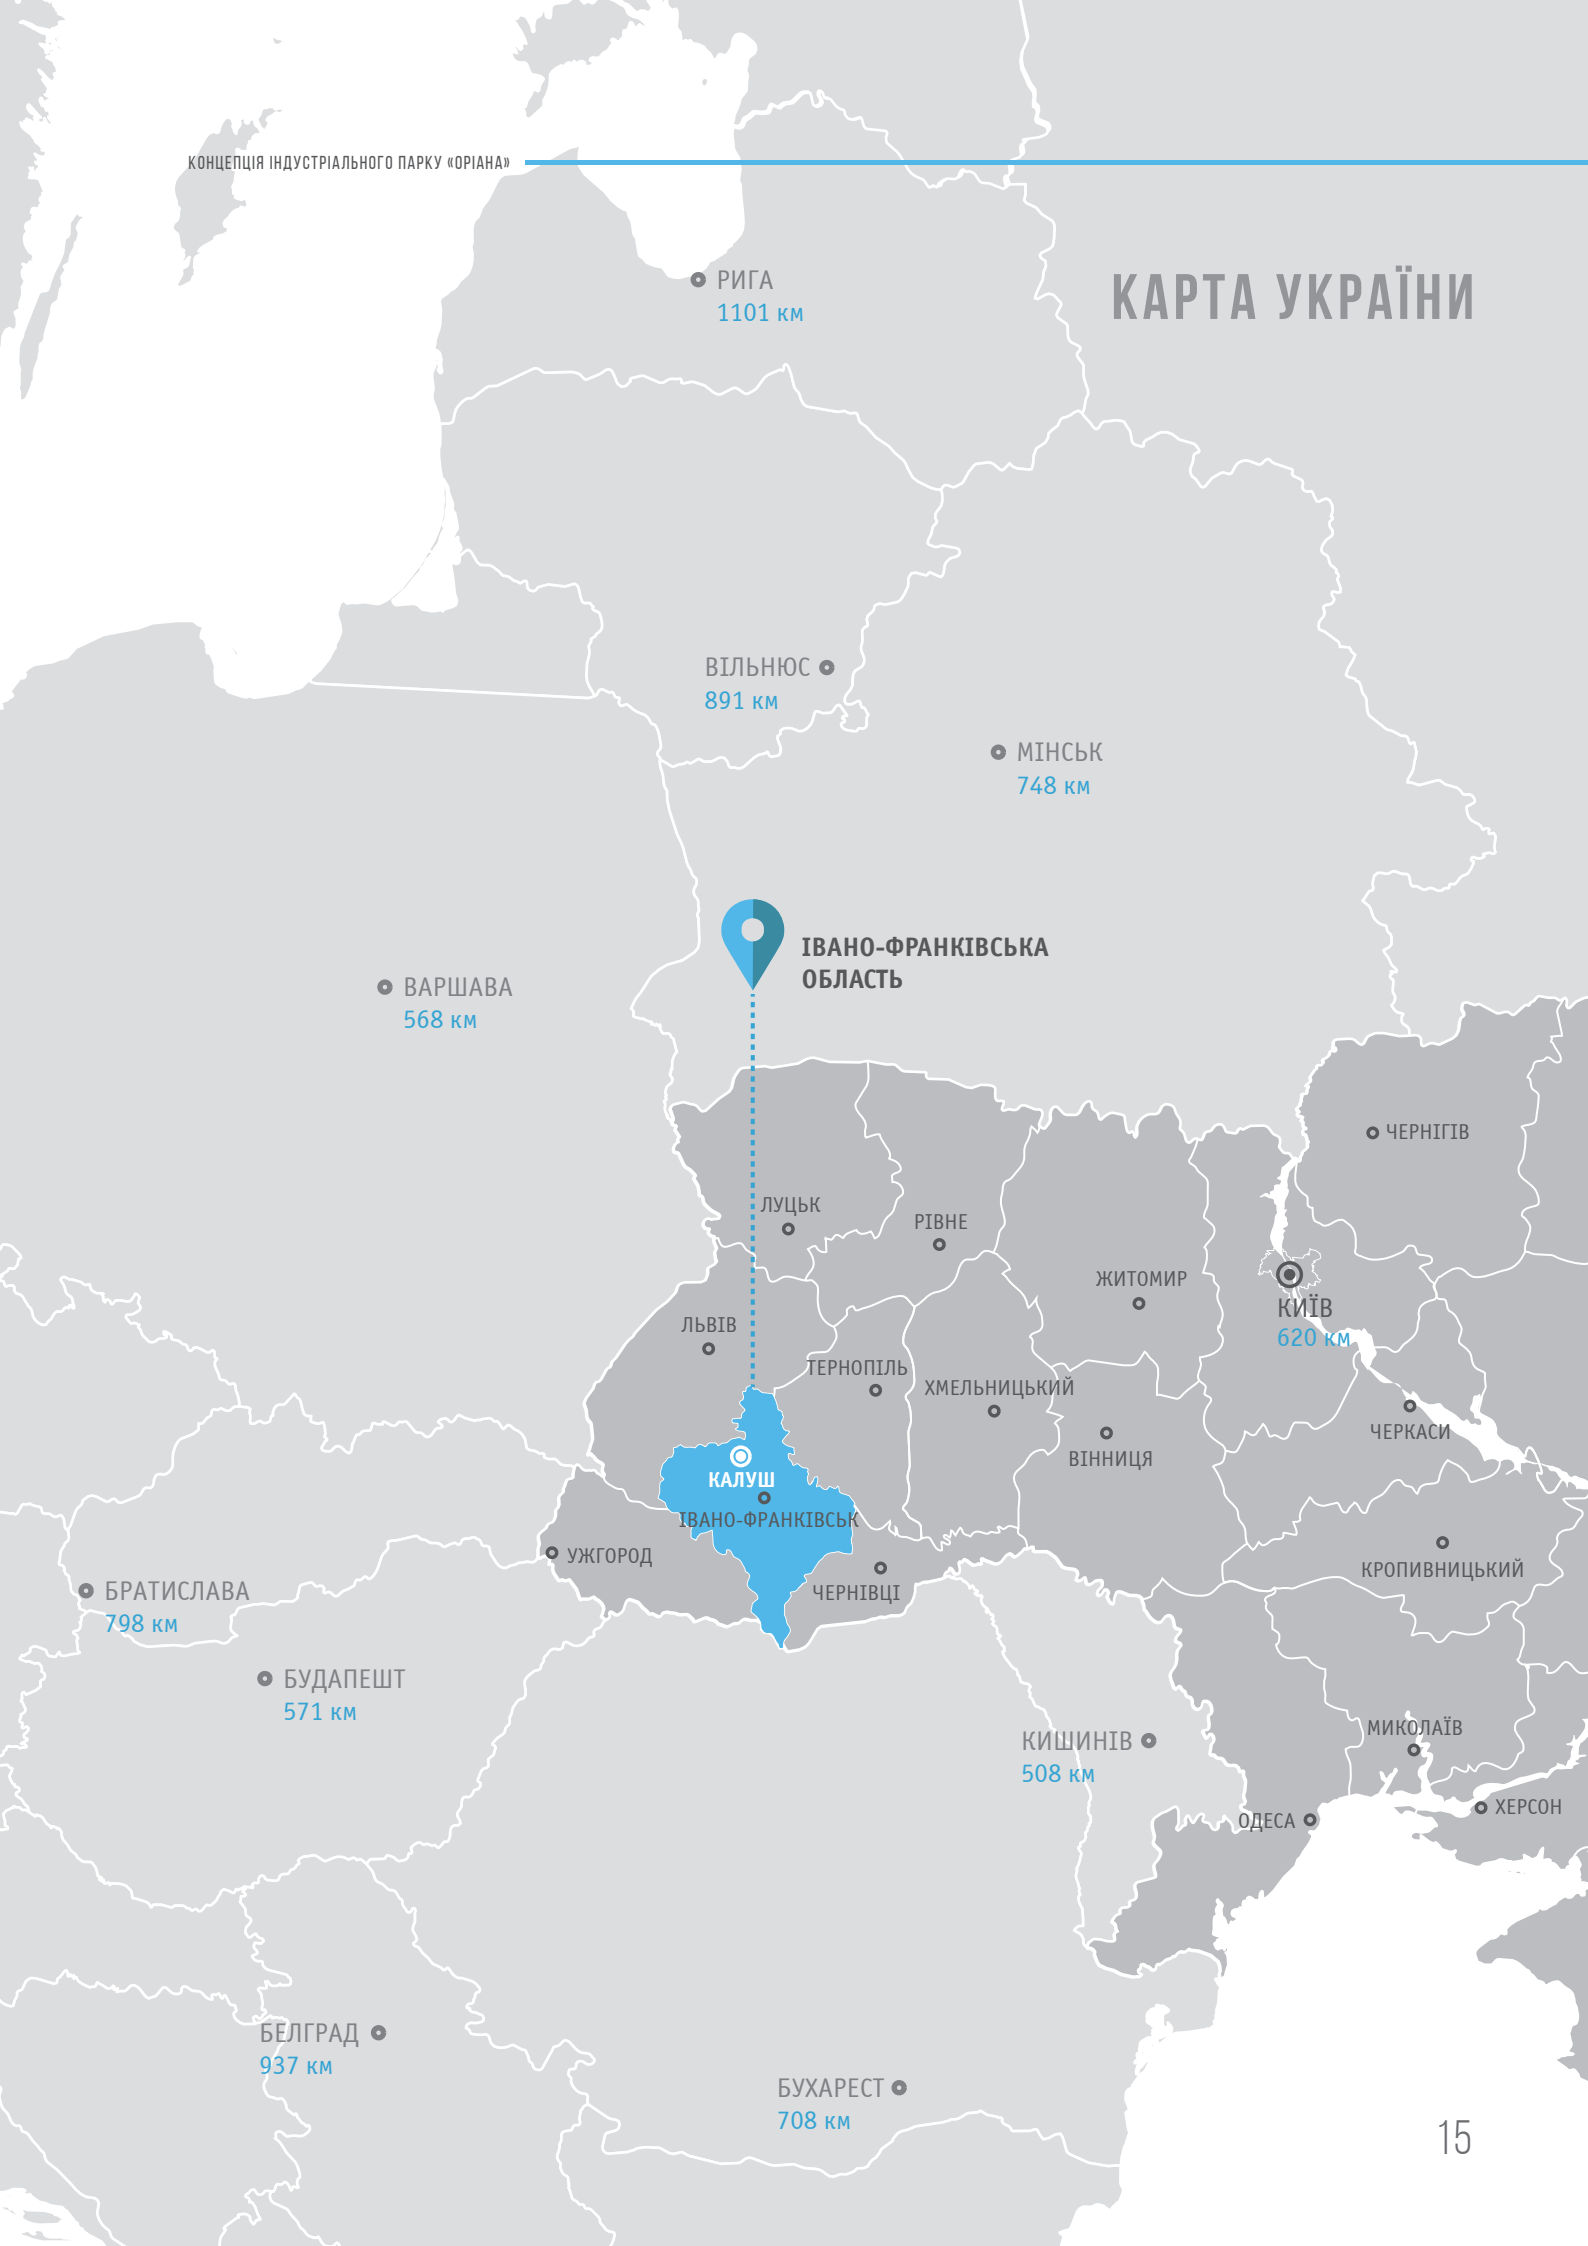 КОНЦЕПЦІЯ ІНДУСТРІАЛЬНОГО ПАРКУ «ОРІАНА»
КАРТА УКРАЇНИ
РИГА
1101 км
ВІЛЬНЮС
891 км
МІНСЬК
748 км
ІВАНО-ФРАНКІВСЬКА
ОБЛАСТЬ
ВАРШАВА
568 км
ЧЕРНІГІВ
ЛУЦЬК
РІВНЕ
ЖИТОМИР
КИЇВ
620 км
ЛЬВІВ
ТЕРНОПІЛЬ
ХМЕЛЬНИЦЬКИЙ
ЧЕРКАСИ
ВІННИЦЯ
КАЛУШ
ІВАНО-ФРАНКІВСЬК
УЖГОРОД
КРОПИВНИЦЬКИЙ
ЧЕРНІВЦІ
БРАТИСЛАВА
798 км
БУДАПЕШТ
571 км
МИКОЛАЇВ
КИШИНІВ
508 км
ХЕРСОН
ОДЕСА
БЕЛГРАД
937 км
БУХАРЕСТ
708 км
15